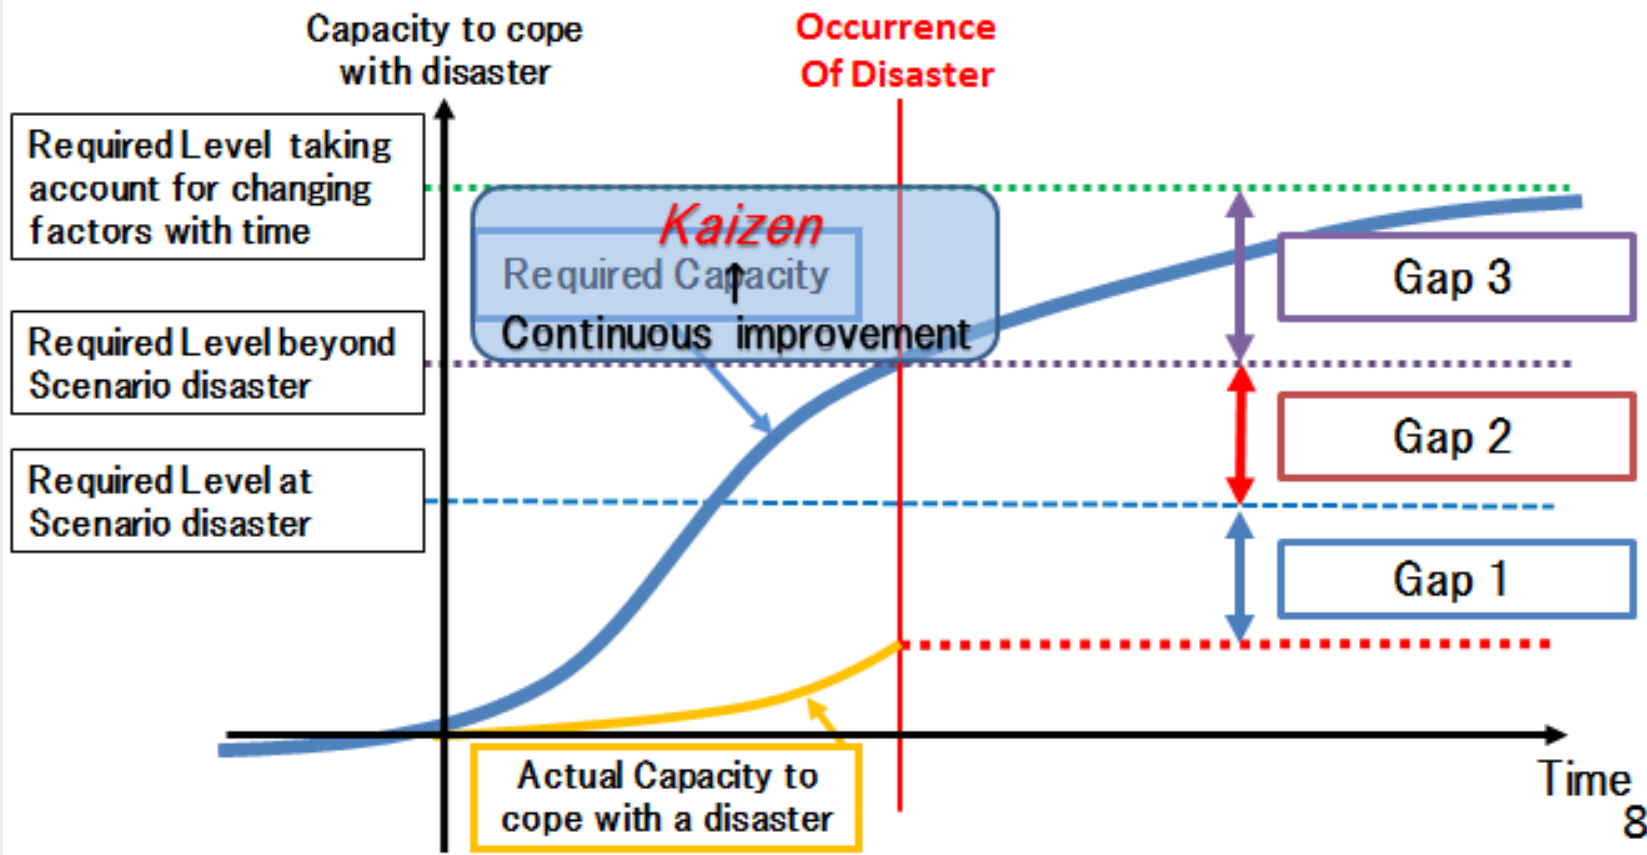 Capacity to cope
with disaster
Occurrence
Of Disaster
Required Level taking
account for changing
factors with time
Kaizen
Required Capacity
Continuous improvement
Gap 3
Required Level beyond
Scenario disaster
Gap 2
Required Level at
Scenario disaster
Gap 1
Actual Capacity to
cope with a disaster
Time
8